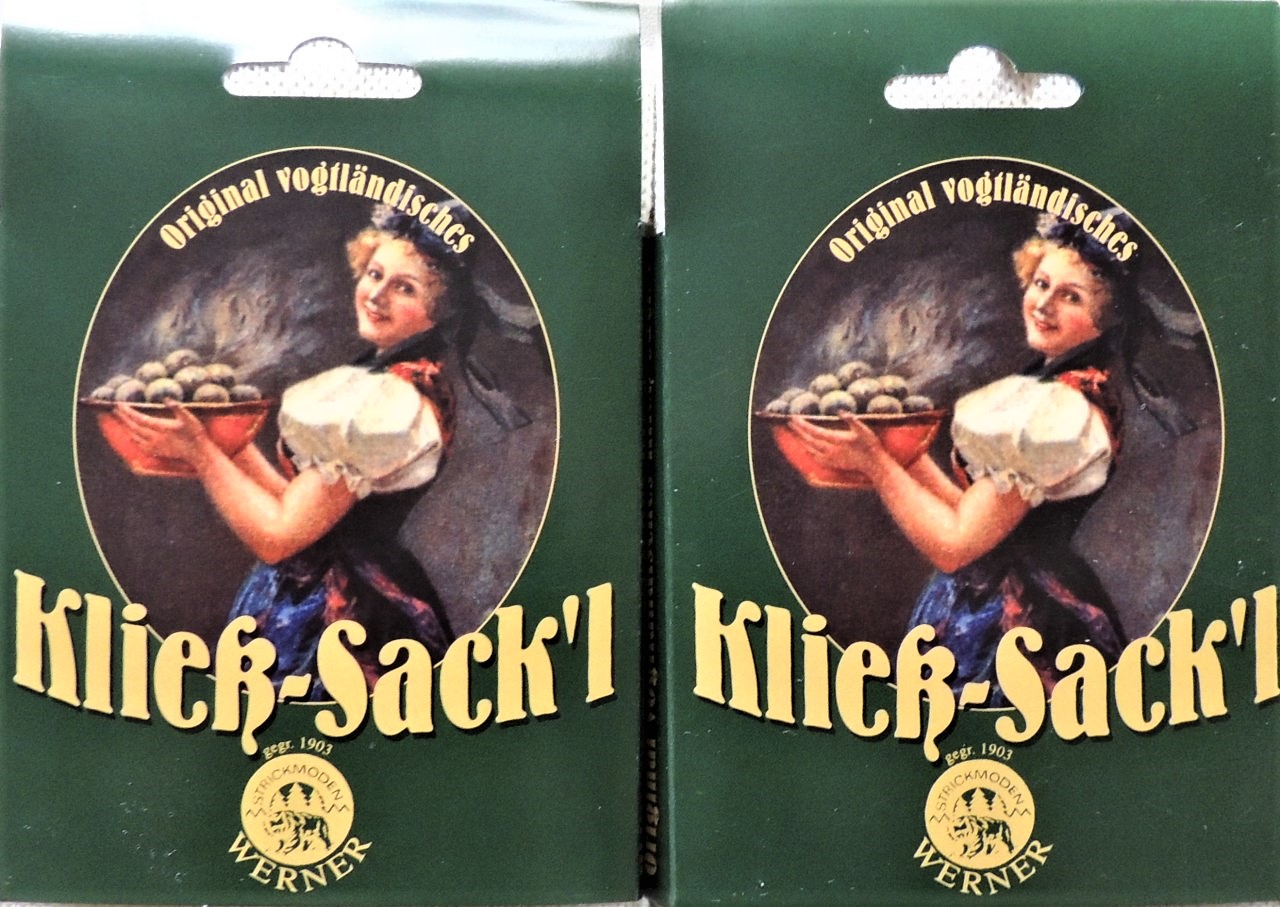 Original vogtländisches
Kließ-Sack'l
gegr. 1903
STRICKMODEN
WERNER
Original vogtländisches
Kließ-Sack'l
gegr. 1903
STRICKMODEN
WERNER